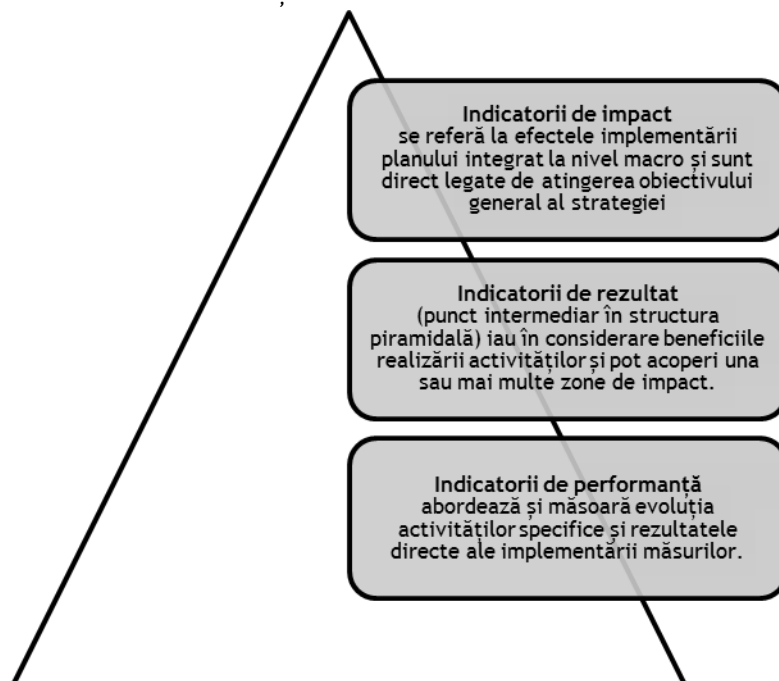 Indicatorii de impact
se referă la efectele implementării
planului integrat la nivel macro și sunt
direct legate de atingerea obiectivului
general al strategiei
Indicatorii de rezultat
(punct intermediar în structura
piramidală) iau în considerare beneficiile
realizării activităților și pot acoperi una
sau mai multe zone de impact.
Indicatorii de performanță
abordează și măsoară evoluția
activităților specifice și rezultatele
directe ale implementării măsurilor.